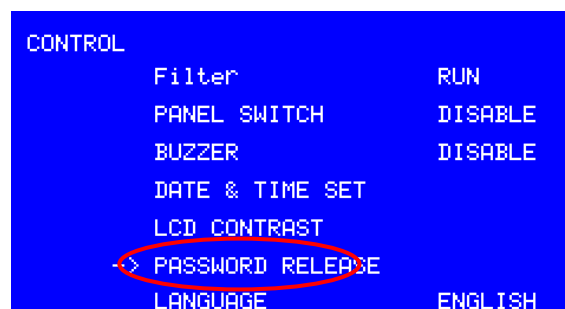 CONTROL
Filter RUN
PANEL SWITCH DISABLE
BUZZER DISABLE
DATE & TIME SET
LCD CONTRAST
-> PASSWORD RELEASE
LANGUAGE ENGLISH